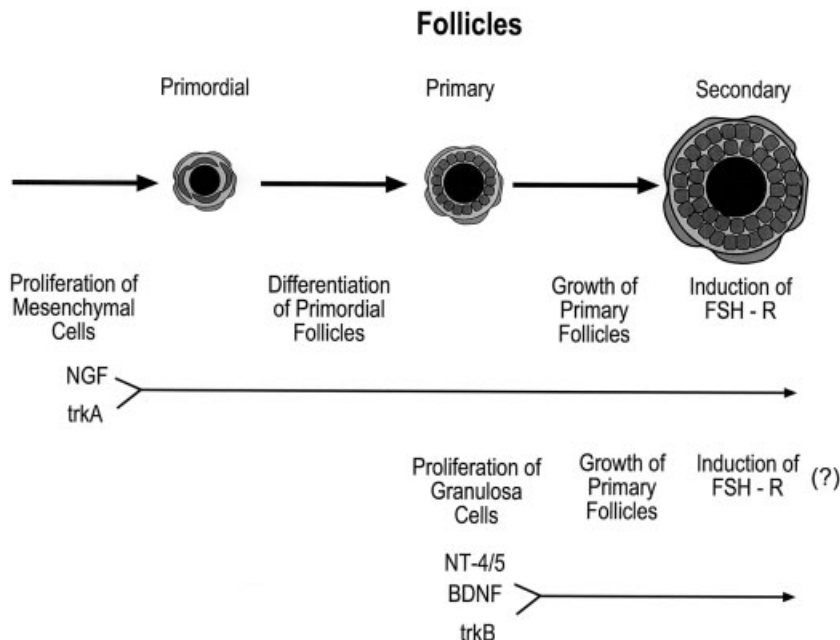 Follicles
Primordial
Primary
Secondary
Proliferation of
Mesenchymal
Cells
Differentiation
of Primordial
Follicles
Growth of
Primary
Follicles
Induction of
FSH - R
NGF
trkA
Proliferation of
Granulosa
Cells
Growth of
Primary
Follicles
Induction of
FSH - R
(?)
NT-4/5
BDNF
trkB